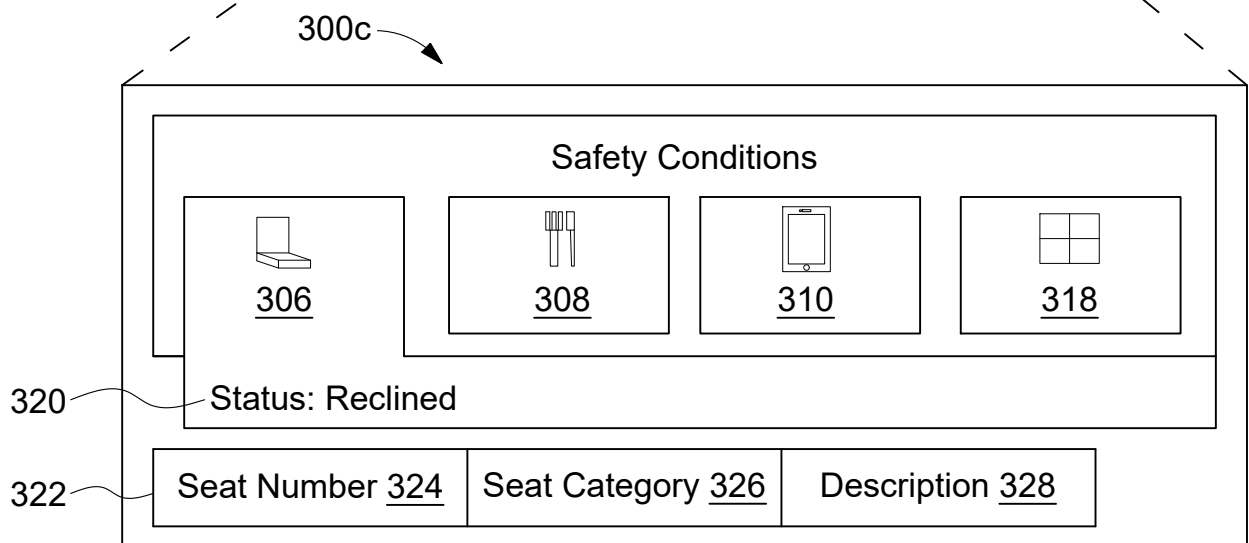 300c
Safety Conditions
306 308 310 318
320 Status: Reclined
322 Seat Number 324 Seat Category 326 Description 328